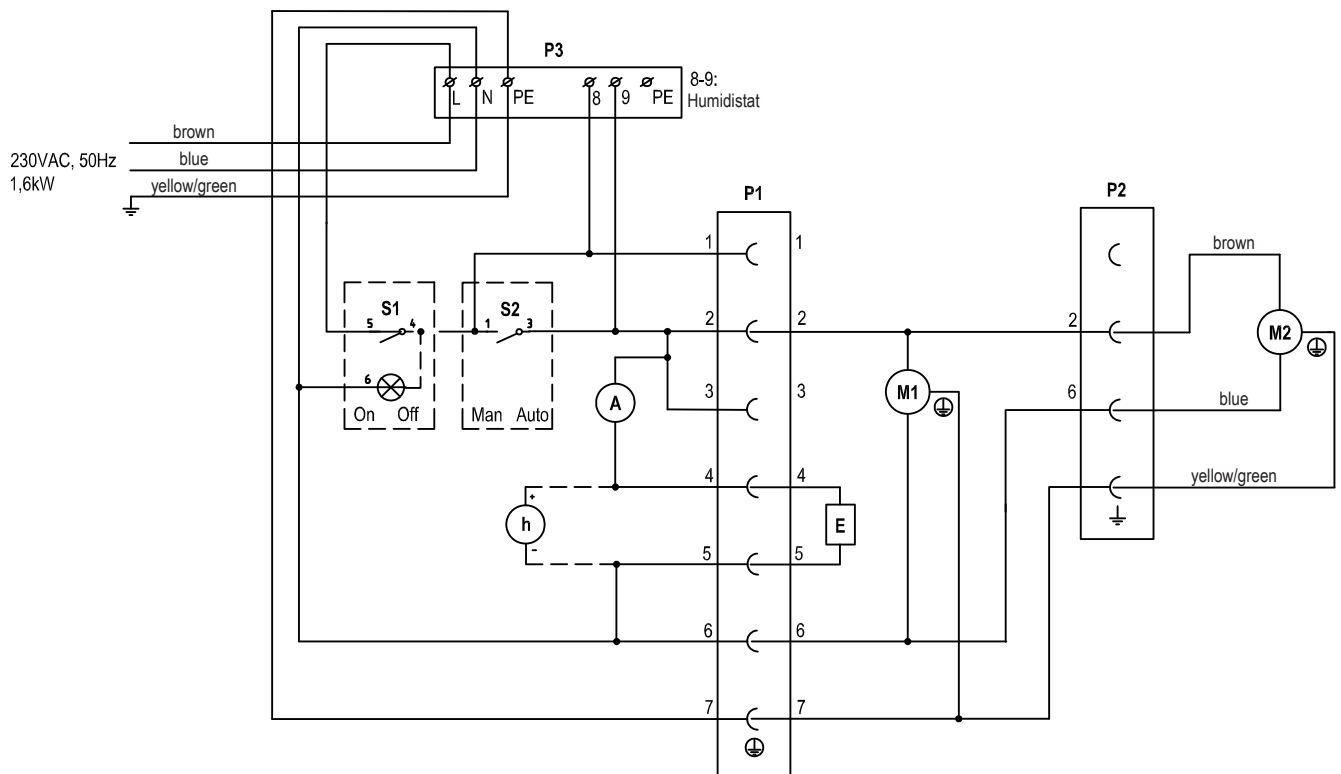 P3
L N PE 8 9 PE
8-9:
Humidistat
brown
230VAC, 50Hz
blue
1,6kW
yellow/green
P1
P2
1 1
brown
S1
S2
5 4 1 3
2 2 2
M2
6
3 3
6
A
M1
On Off
Man Auto
blue
4 4
yellow/green
+
h
E
-
5 5
6 6
7 7